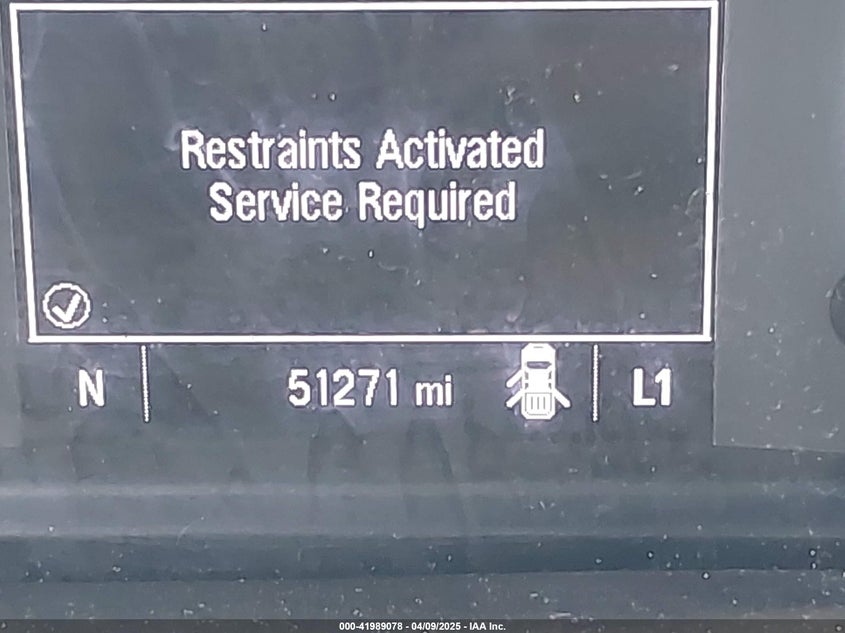 Restraints Activated
Service Required
N
51271 mi
L1
000-41989078 - 04/09/2025 - IAA Inc.